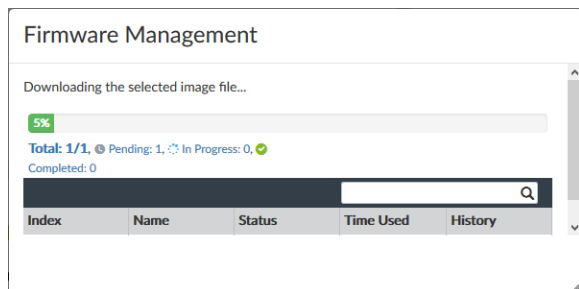 Firmware Management
Downloading the selected image file...
5%
Total: 1/1, Pending: 1, In Progress: 0,
Completed: 0
Index Name Status Time Used History